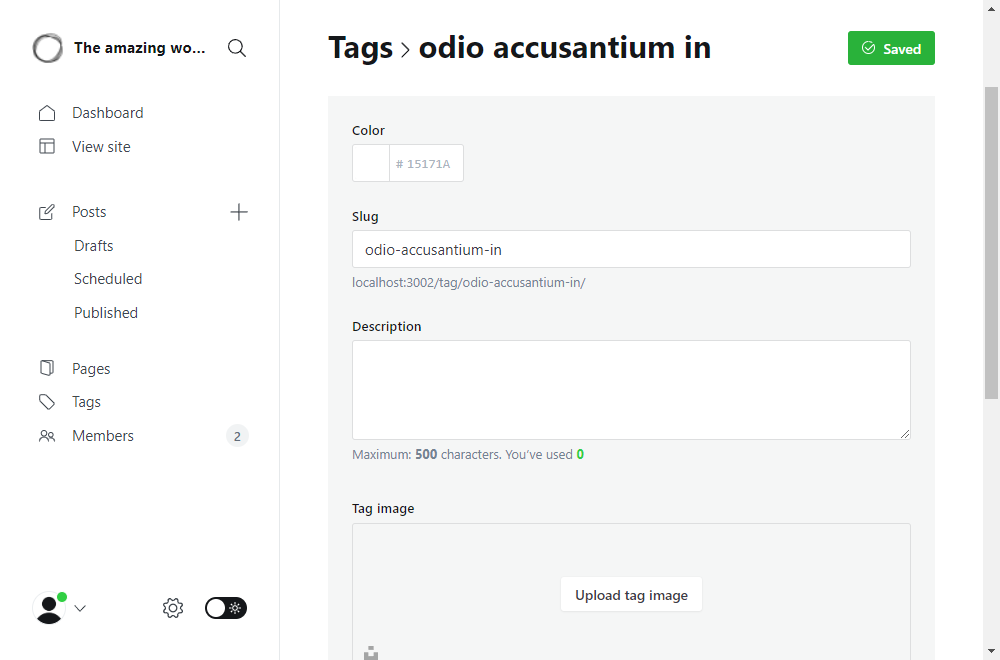 The amazing wo...
Dashboard
View site
Posts
Drafts
Scheduled
Published
Pages
Tags
Members
2
Tags > odio accusantium in
Saved
Color
# 15171A
Slug
odio-accusantium-in
localhost:3002/tag/odio-accusantium-in/
Description
Maximum: 500 characters. You've used 0
Tag image
Upload tag image